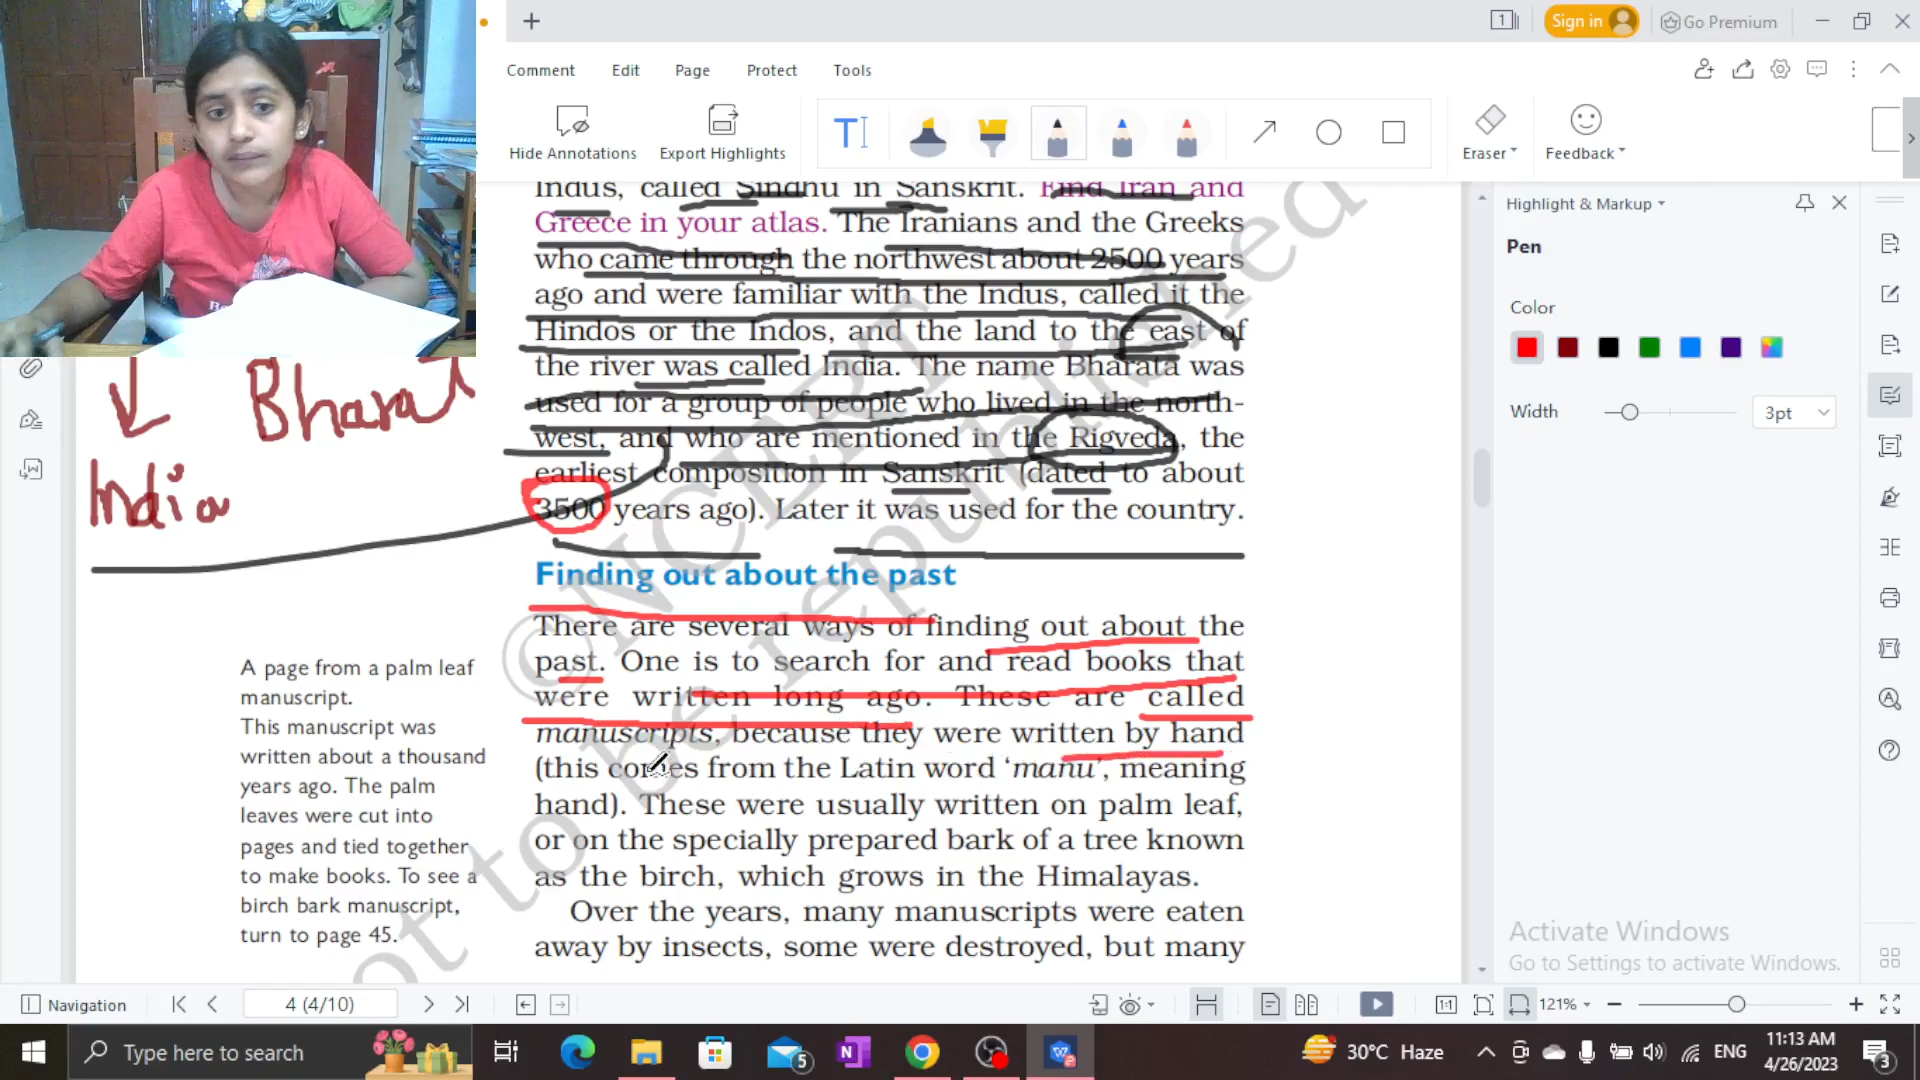 Sign in
Go Premium
Comment
Edit
Page
Protect
Tools
Hide Annotations
Export Highlights
Eraser
Feedback
Indus, called Sindhu in Sanskrit. Find Iran and
Greece in your atlas. The Iranians and the Greeks
who came through the northwest about 2500 years
ago and were familiar with the Indus, called it the
Hindos or the Indos, and the land to the east of
the river was called India. The name Bharata was
used for a group of people who lived in the north-
west, and who are mentioned in the Rigveda, the
earliest composition in Sanskrit (dated to about
3500 years ago). Later it was used for the country.
Bharat
India
Finding out about the past
There are several ways of finding out about the
past. One is to search for and read books that
were written long ago. These are called
manuscripts, because they were written by hand
(this comes from the Latin word ‘manu’, meaning
hand). These were usually written on palm leaf,
or on the specially prepared bark of a tree known
as the birch, which grows in the Himalayas.
Over the years, many manuscripts were eaten
away by insects, some were destroyed, but many
A page from a palm leaf
manuscript.
This manuscript was
written about a thousand
years ago. The palm
leaves were cut into
pages and tied together
to make books. To see a
birch bark manuscript,
turn to page 45.
©NCERT
not to be republished
Highlight & Markup
Pen
Color
Width
3pt
Activate Windows
Go to Settings to activate Windows.
Navigation
4 (4/10)
121%
Type here to search
5
30°C Haze
ENG
11:13 AM
4/26/2023
3